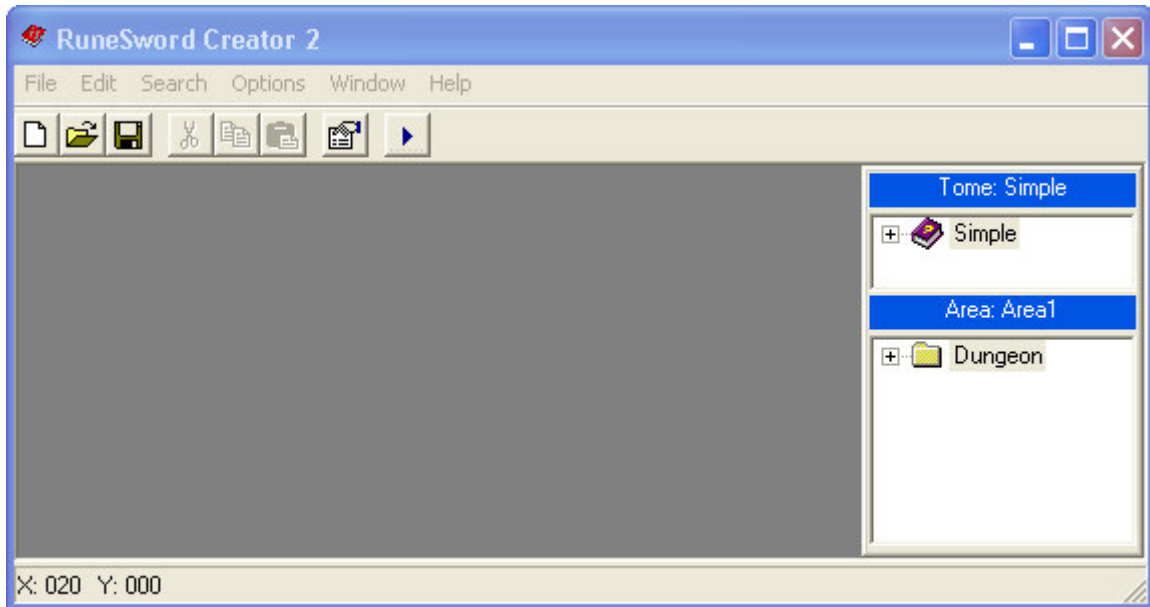 RuneSword Creator 2
File Edit Search Options Window Help
Tome: Simple
Simple
Area: Area1
Dungeon
X: 020 Y: 000